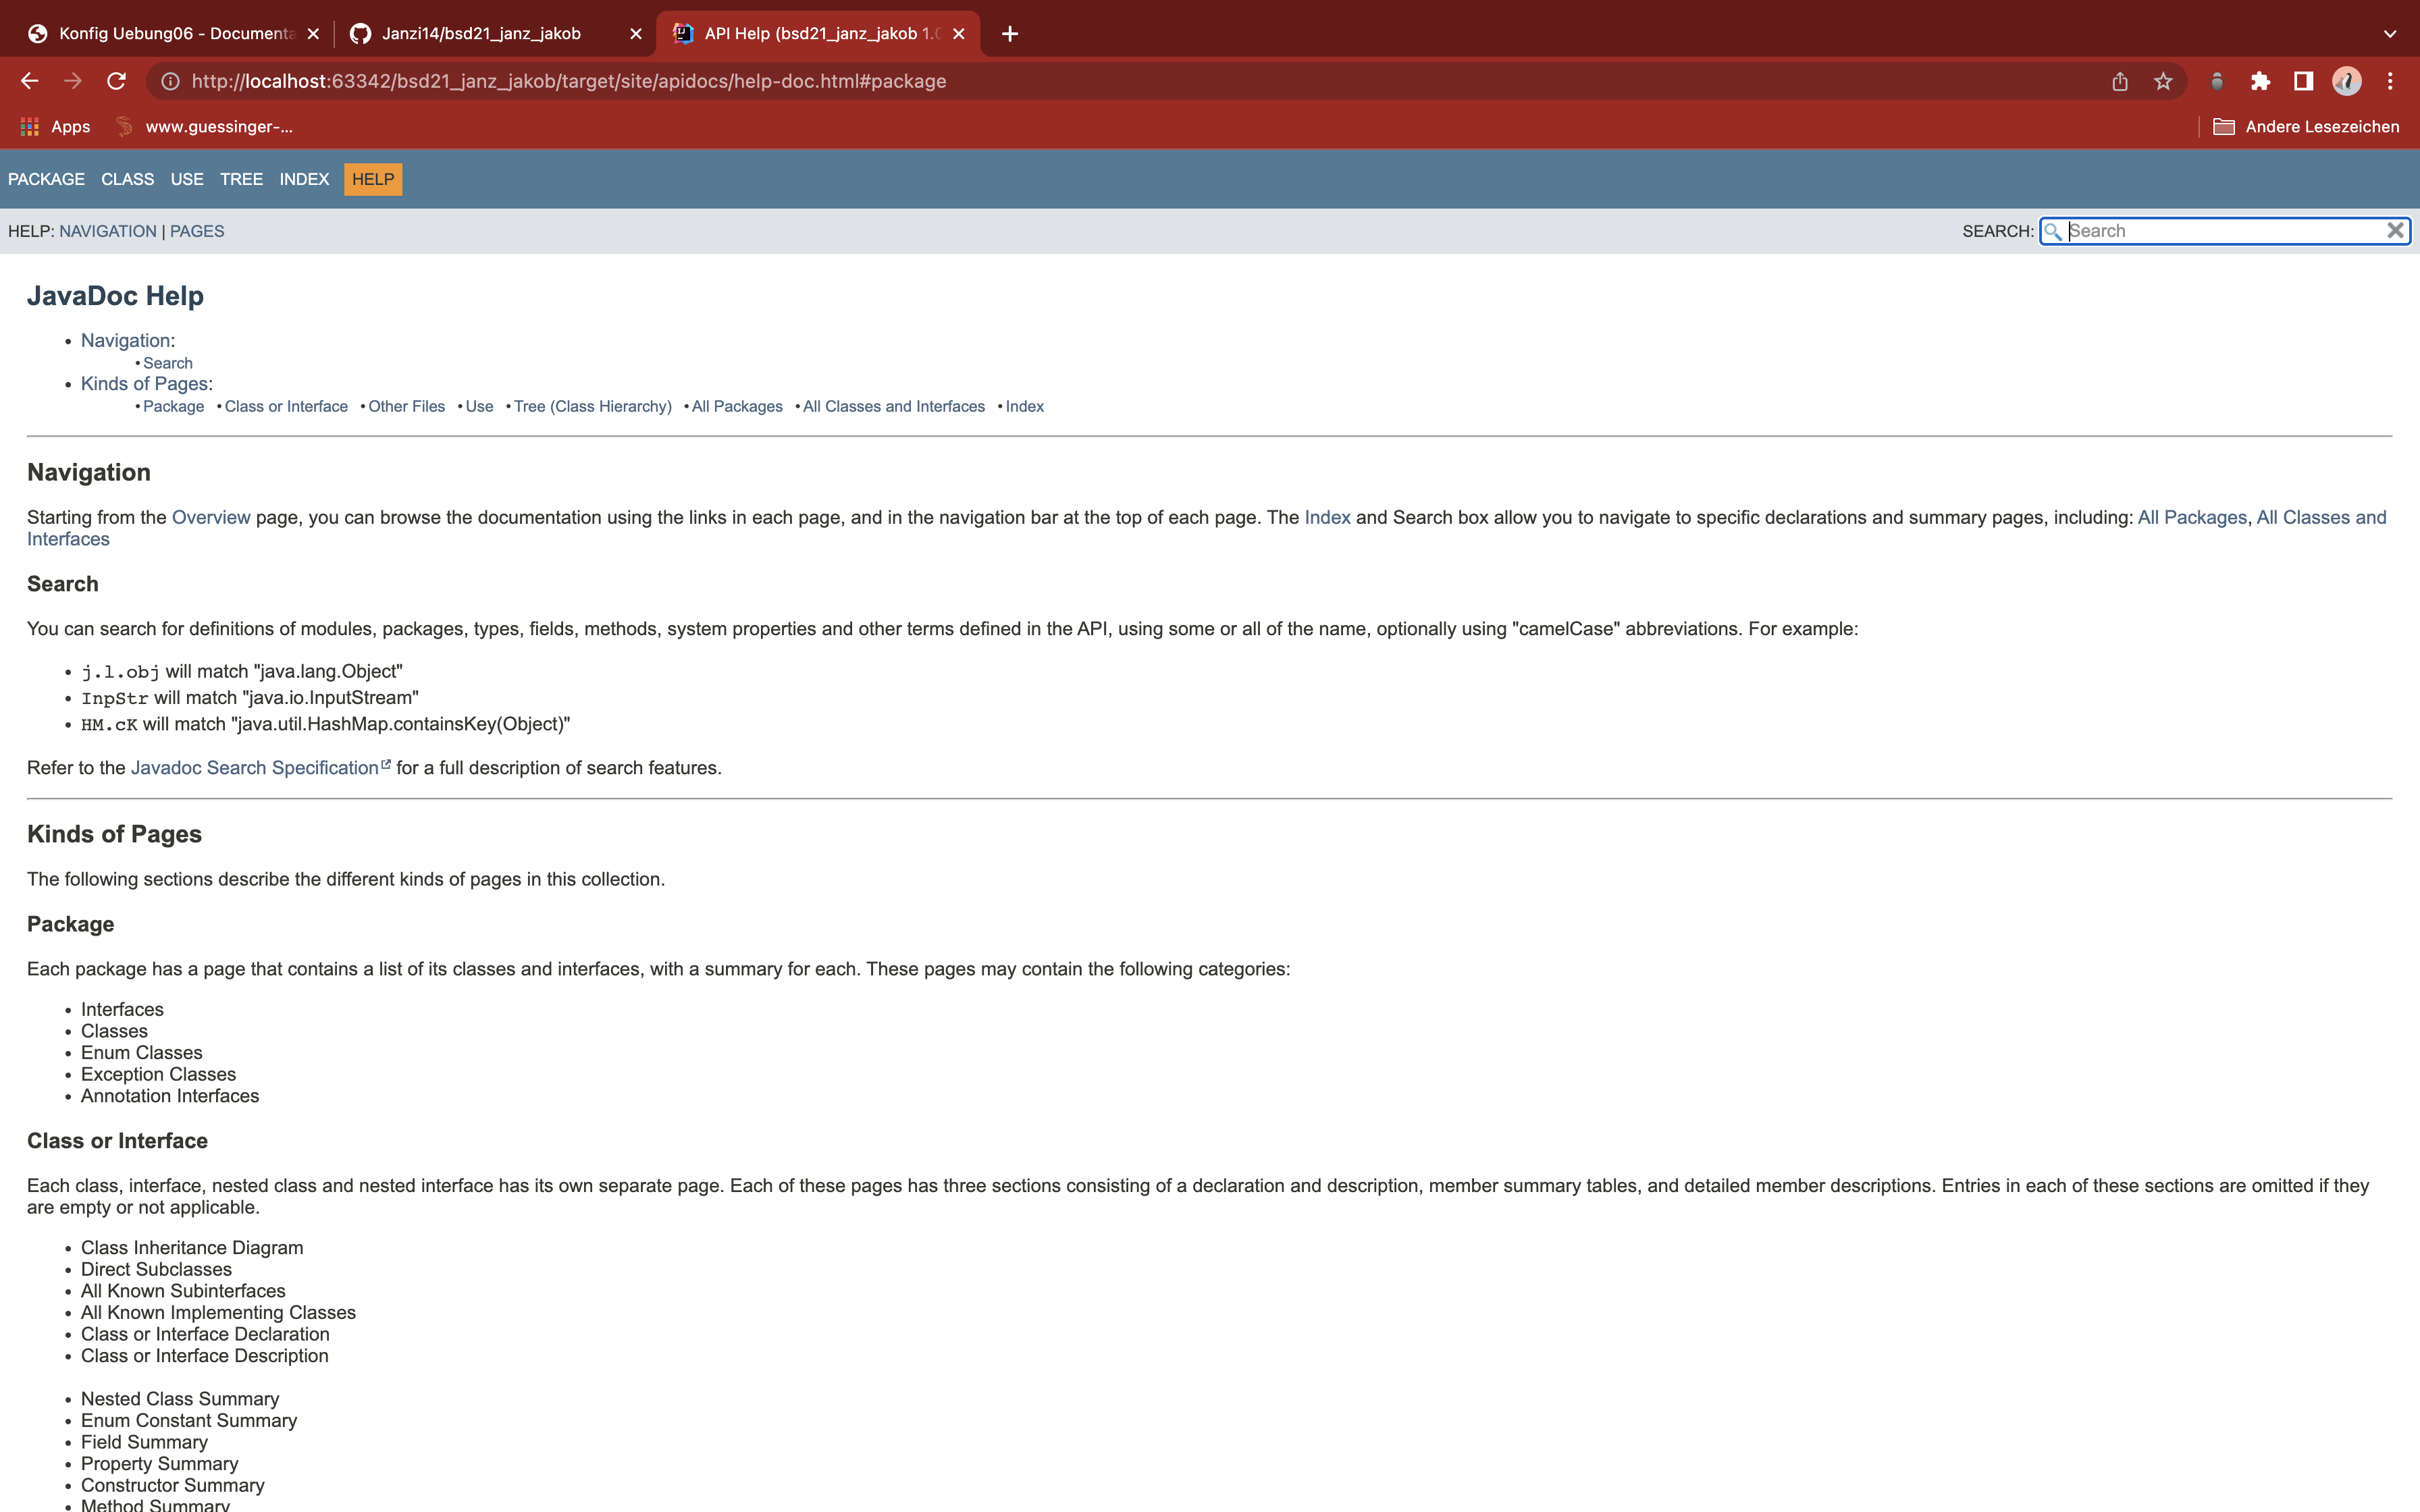 Konfig Uebung06 - Documenta
Janzi14/bsd21_janz_jakob
API Help (bsd21_janz_jakob 1.0
http://localhost:63342/bsd21_janz_jakob/target/site/apidocs/help-doc.html#package
Apps
www.guessinger-...
Andere Lesezeichen
PACKAGE CLASS USE TREE INDEX HELP
HELP: NAVIGATION | PAGES
SEARCH: Search
JavaDoc Help
• Navigation:
• Search
• Kinds of Pages:
• Package • Class or Interface • Other Files • Use • Tree (Class Hierarchy) • All Packages • All Classes and Interfaces • Index
Navigation
Starting from the Overview page, you can browse the documentation using the links in each page, and in the navigation bar at the top of each page. The Index and Search box allow you to navigate to specific declarations and summary pages, including: All Packages, All Classes and
Interfaces
Search
You can search for definitions of modules, packages, types, fields, methods, system properties and other terms defined in the API, using some or all of the name, optionally using "camelCase" abbreviations. For example:
• j.l.obj will match "java.lang.Object"
• InpStr will match "java.io.InputStream"
• HM.cK will match "java.util.HashMap.containsKey(Object)"
Refer to the Javadoc Search Specification for a full description of search features.
Kinds of Pages
The following sections describe the different kinds of pages in this collection.
Package
Each package has a page that contains a list of its classes and interfaces, with a summary for each. These pages may contain the following categories:
• Interfaces
• Classes
• Enum Classes
• Exception Classes
• Annotation Interfaces
Class or Interface
Each class, interface, nested class and nested interface has its own separate page. Each of these pages has three sections consisting of a declaration and description, member summary tables, and detailed member descriptions. Entries in each of these sections are omitted if they
are empty or not applicable.
• Class Inheritance Diagram
• Direct Subclasses
• All Known Subinterfaces
• All Known Implementing Classes
• Class or Interface Declaration
• Class or Interface Description
• Nested Class Summary
• Enum Constant Summary
• Field Summary
• Property Summary
• Constructor Summary
• Method Summary